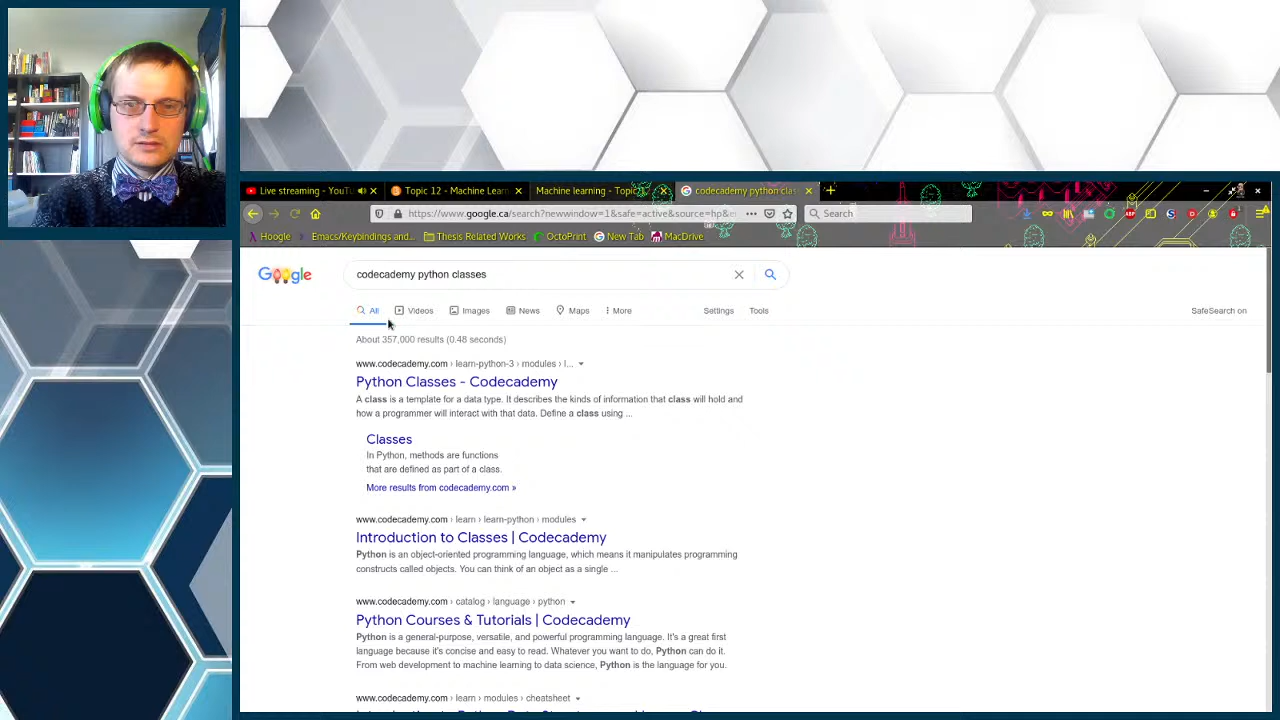 Live streaming - YouTu
Topic 12 - Machine Learn
Machine learning - Topic
codecademy python clas
https://www.google.ca/search?newwindow=1&safe=active&source=hp&e
Search
Hoogle
Emacs/Keybindings and...
Thesis Related Works
OctoPrint
New Tab
MacDrive
Google
codecademy python classes
All
Videos
Images
News
Maps
More
Settings
Tools
SafeSearch on
About 357,000 results (0.48 seconds)
www.codecademy.com › learn-python-3 › modules › l...
Python Classes - Codecademy
A class is a template for a data type. It describes the kinds of information that class will hold and
how a programmer will interact with that data. Define a class using ...
Classes
In Python, methods are functions
that are defined as part of a class.
More results from codecademy.com »
www.codecademy.com › learn › learn-python › modules
Introduction to Classes | Codecademy
Python is an object-oriented programming language, which means it manipulates programming
constructs called objects. You can think of an object as a single ...
www.codecademy.com › catalog › language › python
Python Courses & Tutorials | Codecademy
Python is a general-purpose, versatile, and powerful programming language. It's a great first
language because it's concise and easy to read. Whatever you want to do, Python can do it.
From web development to machine learning to data science, Python is the language for you.
www.codecademy.com › learn › modules › cheatsheet